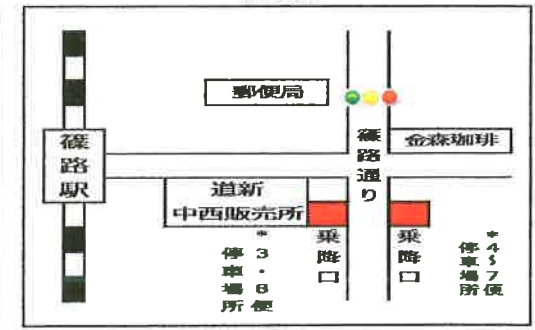 郵便局
篠路駅
篠路通り
金森珈琲
道新
中西販売所
乗降口
乗降口
*3・8便
停車場所
*4~7便
停車場所